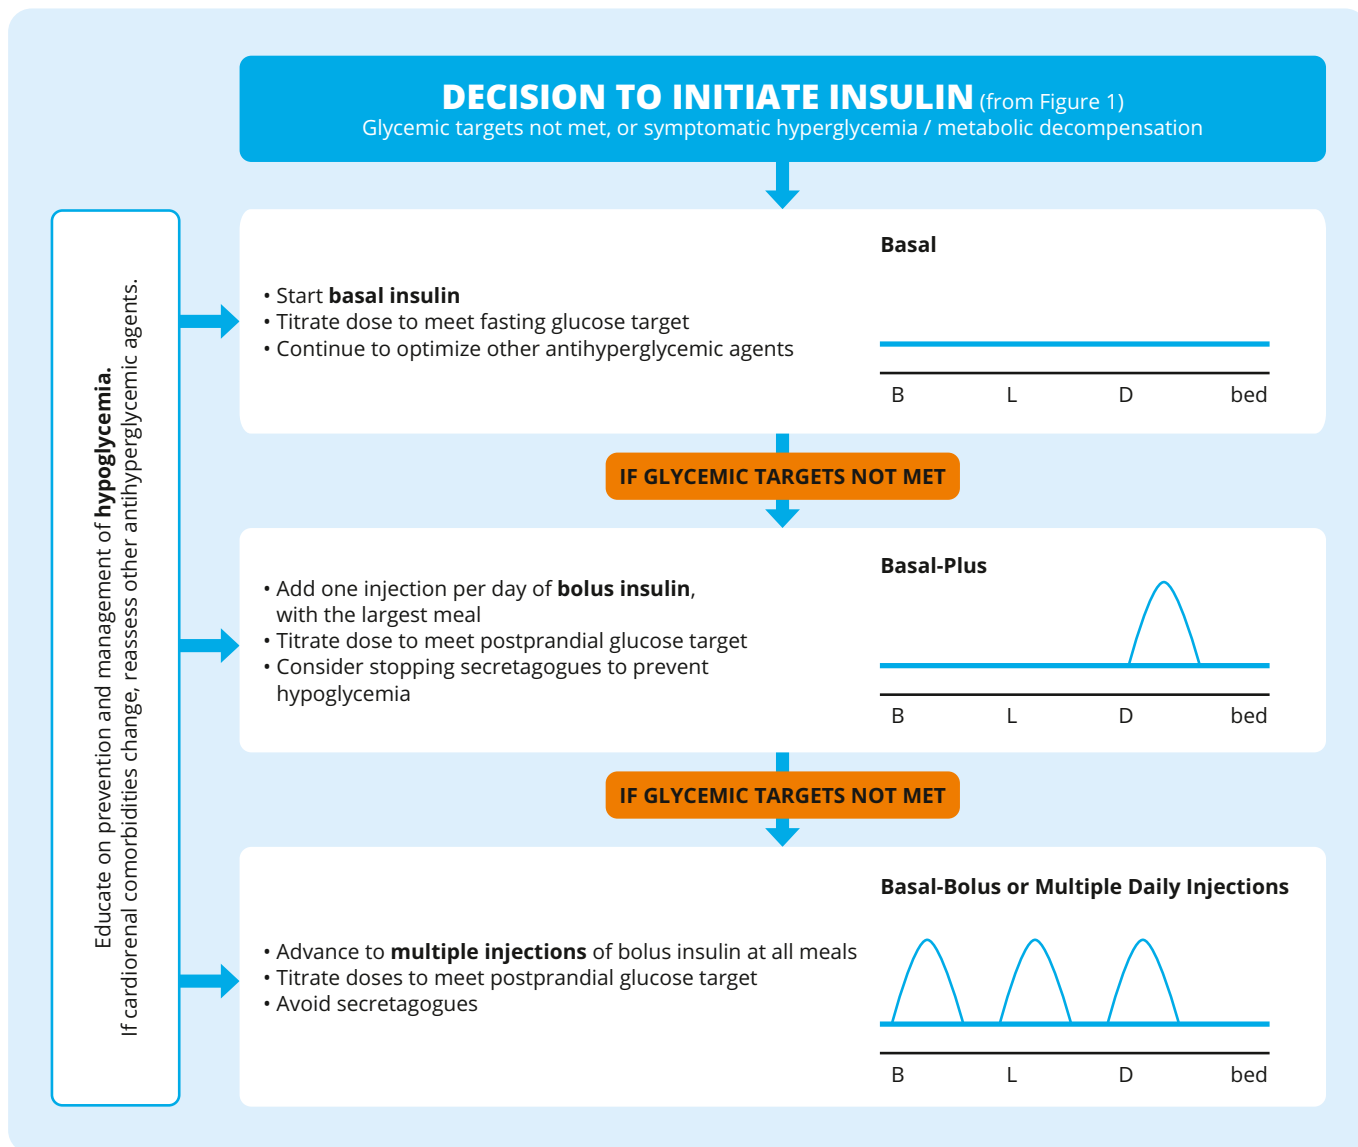 DECISION TO INITIATE INSULIN (from Figure 1)
Glycemic targets not met, or symptomatic hyperglycemia / metabolic decompensation
Educate on prevention and management of hypoglycemia.
If cardiorenal comorbidities change, reassess other antihyperglycemic agents.
• Start basal insulin
• Titrate dose to meet fasting glucose target
• Continue to optimize other antihyperglycemic agents
Basal
B L D bed
IF GLYCEMIC TARGETS NOT MET
• Add one injection per day of bolus insulin,
with the largest meal
• Titrate dose to meet postprandial glucose target
• Consider stopping secretagogues to prevent
hypoglycemia
Basal-Plus
B L D bed
IF GLYCEMIC TARGETS NOT MET
• Advance to multiple injections of bolus insulin at all meals
• Titrate doses to meet postprandial glucose target
• Avoid secretagogues
Basal-Bolus or Multiple Daily Injections
B L D bed